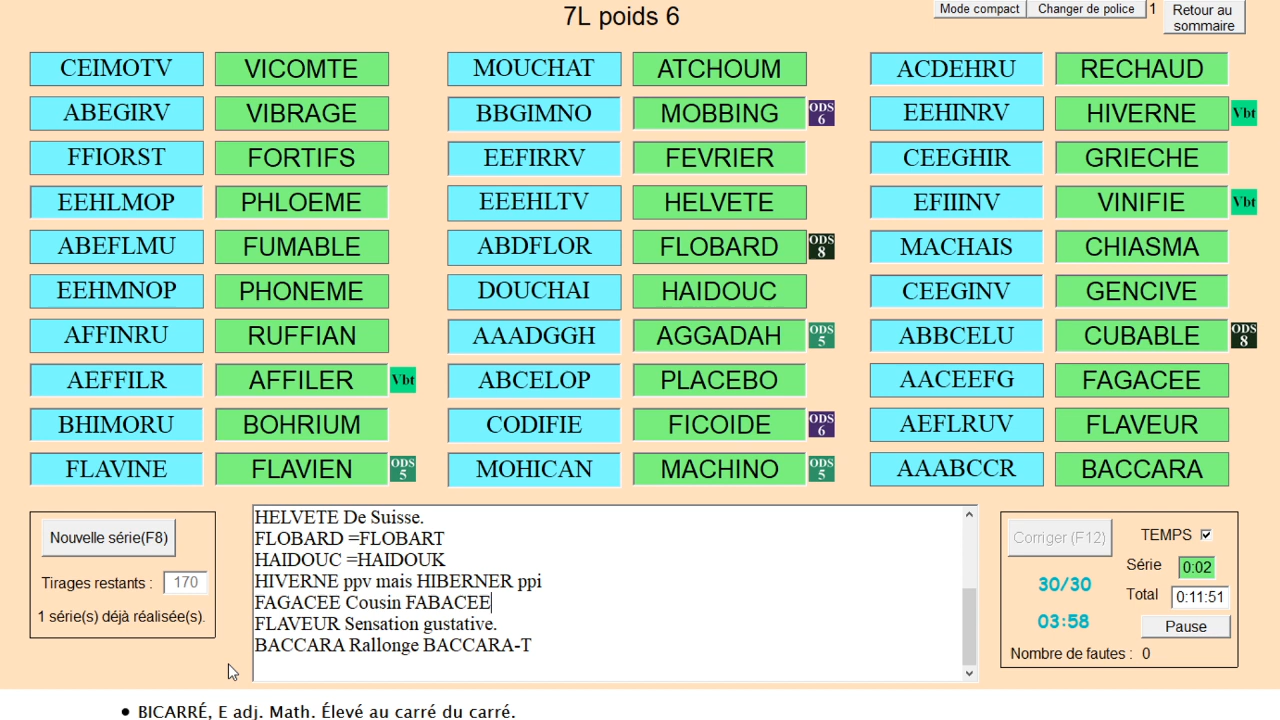 7L poids 6
Mode compact Changer de police 1 Retour au sommaire
CEIMOTV VICOMTE MOUCHAT ATCHOUM ACDEHRU RECHAUD
ABEGIRV VIBRAGE BBGIMNO MOBBING ODS 6 EEHINRV HIVERNE Vbt
FFIORST FORTIFS EEFIRRV FEVRIER CEEGHIR GRIECHE
EEHLMOP PHLOEME EEEHLTV HELVETE EFIIINV VINIFIE Vbt
ABEFLMU FUMABLE ABDFLOR FLOBARD ODS 8 MACHAIS CHIASMA
EEHMNOP PHONEME DOUCHAI HAIDOUC CEEGINV GENCIVE
AFFINRU RUFFIAN AAADGGH AGGADAH ODS 5 ABBCELU CUBABLE ODS 8
AEFFILR AFFILER Vbt ABCELOP PLACEBO AACEEFG FAGACEE
BHIMORU BOHRIUM CODIFIE FICOIDE ODS 6 AEFLRUV FLAVEUR
FLAVINE FLAVIEN ODS 5 MOHICAN MACHINO ODS 5 AAABCCR BACCARA
Nouvelle série(F8)
Tirages restants : 170
1 série(s) déjà réalisée(s).
HELVETE De Suisse.
FLOBARD =FLOBART
HAIDOUC =HAIDOUK
HIVERNE ppv mais HIBERNER ppi
FAGACEE Cousin FABACEE
FLAVEUR Sensation gustative.
BACCARA Rallonge BACCARA-T
Corriger (F12) TEMPS
Série 0:02
30/30 Total 0:11:51
03:58 Pause
Nombre de fautes : 0
• BICARRÉ, E adj. Math. Élevé au carré du carré.